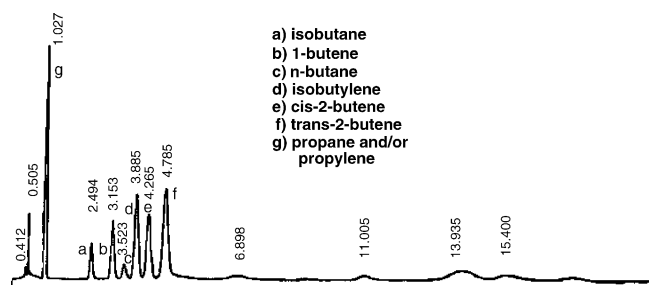 a) isobutane
b) 1-butene
c) n-butane
d) isobutylene
e) cis-2-butene
f) trans-2-butene
g) propane and/or
propylene
0.412
0.505
1.027
g
2.494
a
3.153
b
3.523
c
3.885
d
4.265
e
4.785
f
6.898
11.005
13.935
15.400